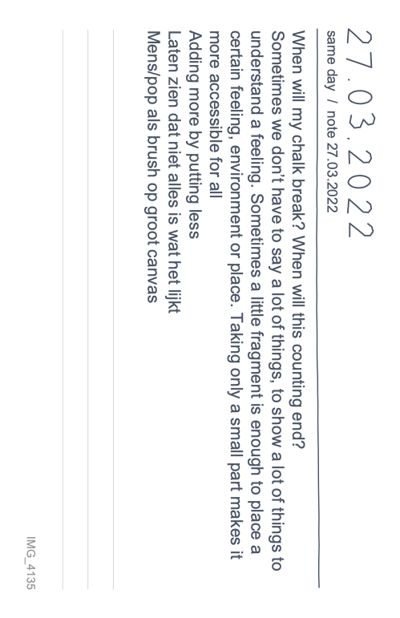 27.03.2022
same day / note 27.03.2022
When will my chalk break? When will this counting end?
Sometimes we don't have to say a lot of things, to show a lot of things to
understand a feeling. Sometimes a little fragment is enough to place a
certain feeling, environment or place. Taking only a small part makes it
more accessible for all
Adding more by putting less
Laten zien dat niet alles is wat het lijkt
Mens/pop als brush op groot canvas
IMG_4135